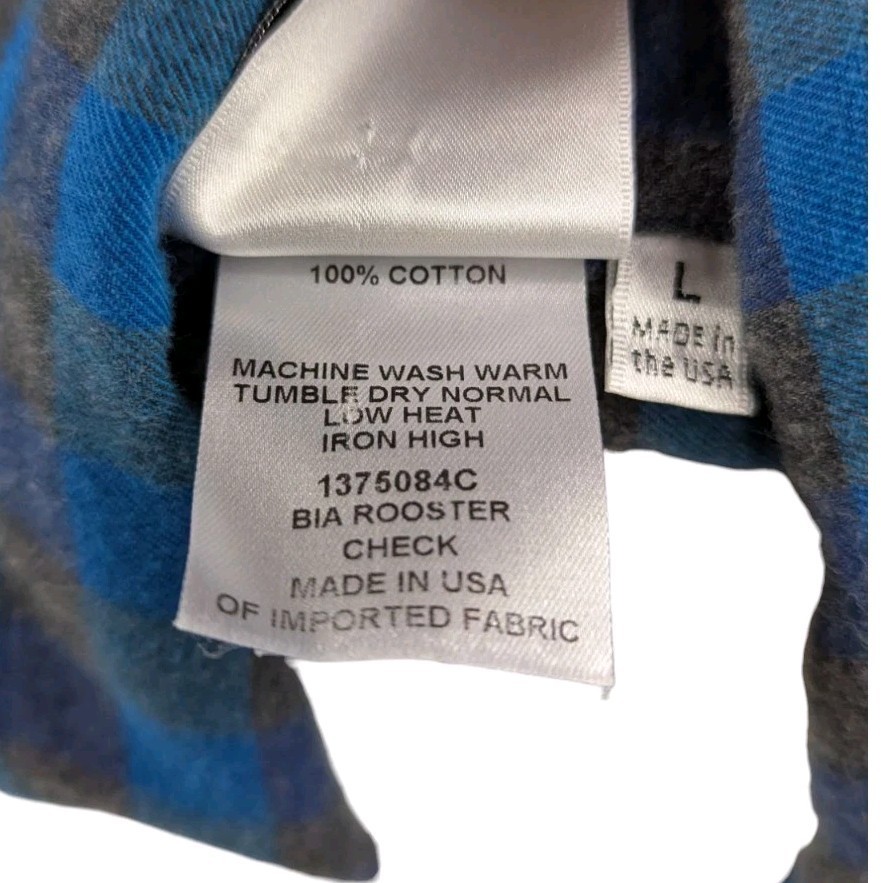 100% COTTON
MACHINE WASH WARM
TUMBLE DRY NORMAL
LOW HEAT
IRON HIGH
1375084C
BIA ROOSTER
CHECK
MADE IN USA
OF IMPORTED FABRIC
L
MADE in
the USA